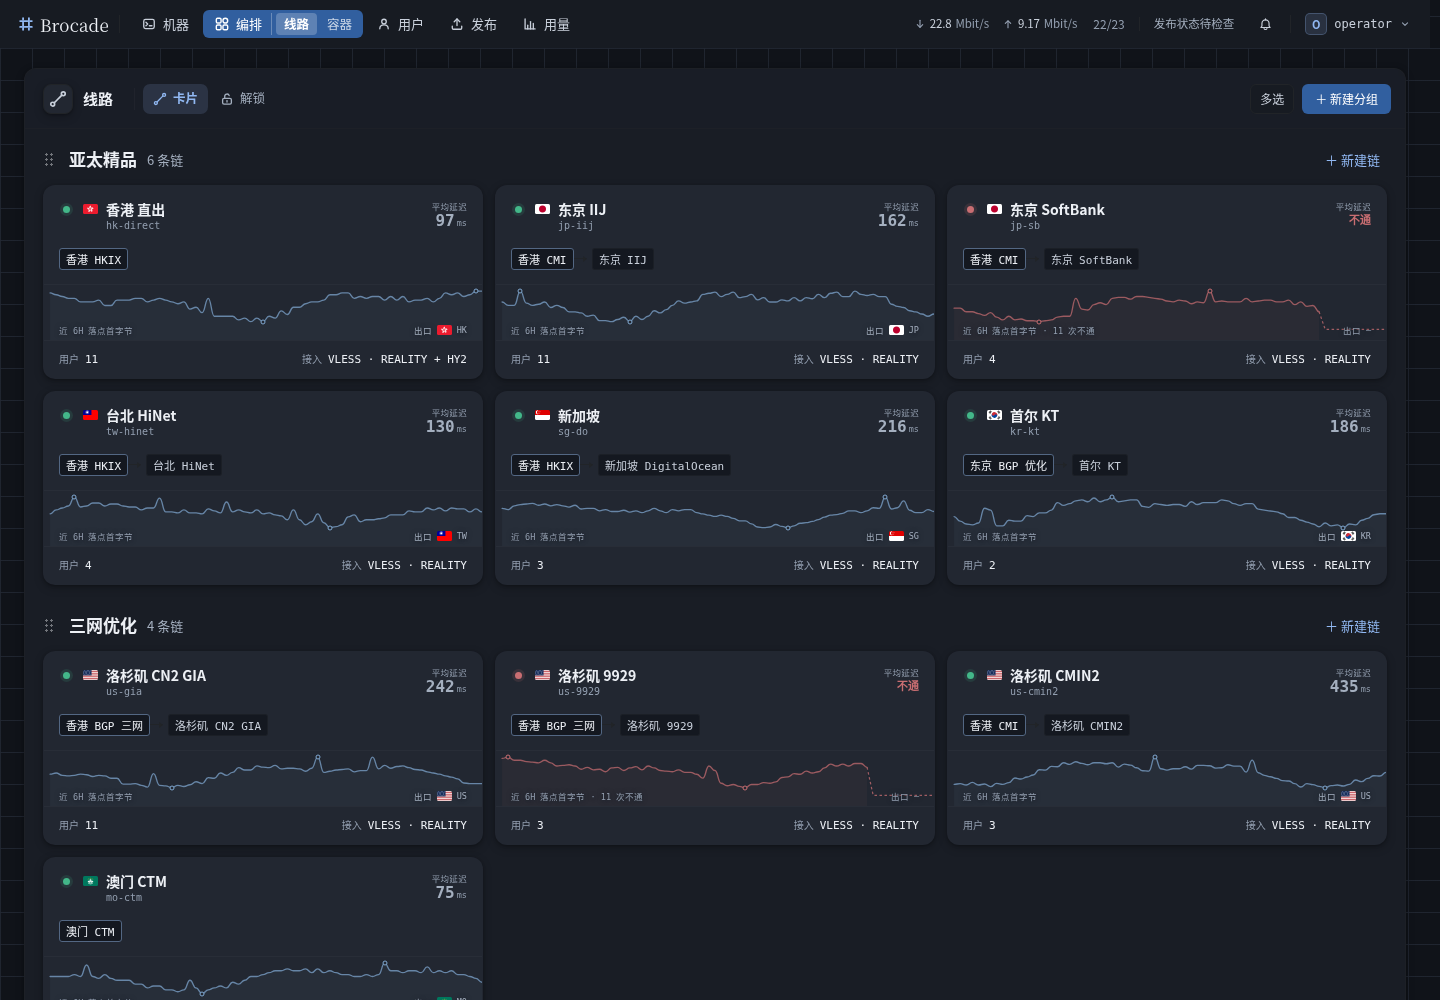 Brocade 机器 编排 线路 容器 用户 发布 用量 ↓ 22.8 Mbit/s ↑ 9.17 Mbit/s 22/23 发布状态待检查 O operator
线路 卡片 解锁 多选 + 新建分组
亚太精品 6 条链 + 新建链
香港 直出 平均延迟
hk-direct 97 ms
香港 HKIX
近 6H 落点首字节 出口 HK
用户 11 接入 VLESS · REALITY + HY2
东京 IIJ 平均延迟
jp-iij 162 ms
香港 CMI 东京 IIJ
近 6H 落点首字节 出口 JP
用户 11 接入 VLESS · REALITY
东京 SoftBank 平均延迟
jp-sb 不通
香港 CMI 东京 SoftBank
近 6H 落点首字节 · 11 次不通 出口 —
用户 4 接入 VLESS · REALITY
台北 HiNet 平均延迟
tw-hinet 130 ms
香港 HKIX 台北 HiNet
近 6H 落点首字节 出口 TW
用户 4 接入 VLESS · REALITY
新加坡 平均延迟
sg-do 216 ms
香港 HKIX 新加坡 DigitalOcean
近 6H 落点首字节 出口 SG
用户 3 接入 VLESS · REALITY
首尔 KT 平均延迟
kr-kt 186 ms
东京 BGP 优化 首尔 KT
近 6H 落点首字节 出口 KR
用户 2 接入 VLESS · REALITY
三网优化 4 条链 + 新建链
洛杉矶 CN2 GIA 平均延迟
us-gia 242 ms
香港 BGP 三网 洛杉矶 CN2 GIA
近 6H 落点首字节 出口 US
用户 11 接入 VLESS · REALITY
洛杉矶 9929 平均延迟
us-9929 不通
香港 BGP 三网 洛杉矶 9929
近 6H 落点首字节 · 11 次不通 出口 —
用户 3 接入 VLESS · REALITY
洛杉矶 CMIN2 平均延迟
us-cmin2 435 ms
香港 CMI 洛杉矶 CMIN2
近 6H 落点首字节 出口 US
用户 3 接入 VLESS · REALITY
澳门 CTM 平均延迟
mo-ctm 75 ms
澳门 CTM